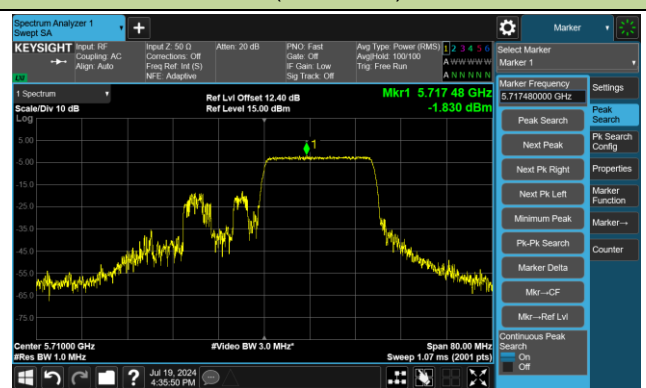 Spectrum Analyzer 1
Swept SA
Marker
KEYSIGHT
Input: RF
Coupling: AC
Align: Auto
Input Z: 50 Ω
Corrections: Off
Freq Ref: Int (S)
NFE: Adaptive
Atten: 20 dB
PNO: Fast
Gate: Off
IF Gain: Low
Sig Track: Off
Avg Type: Power (RMS)
Avg|Hold: 100/100
Trig: Free Run
1 2 3 4 5 6
A W W W W W
A N N N N N
LW
Select Marker
Marker 1
1 Spectrum
Scale/Div 10 dB
Log
Ref Lvl Offset 12.40 dB
Ref Level 15.00 dBm
Mkr1 5.717 48 GHz
-1.830 dBm
1
5.00
-5.00
-15.0
-25.0
-35.0
-45.0
-55.0
-65.0
-75.0
Center 5.71000 GHz
#Res BW 1.0 MHz
#Video BW 3.0 MHz*
Span 80.00 MHz
Sweep 1.07 ms (2001 pts)
Marker Frequency
5.717480000 GHz
Peak Search
Next Peak
Next Pk Right
Next Pk Left
Minimum Peak
Pk-Pk Search
Marker Delta
Mkr→CF
Mkr→Ref Lvl
Continuous Peak
Search
On
Off
Settings
Peak
Search
Pk Search
Config
Properties
Marker
Function
Marker→
Counter
Jul 19, 2024
4:35:50 PM